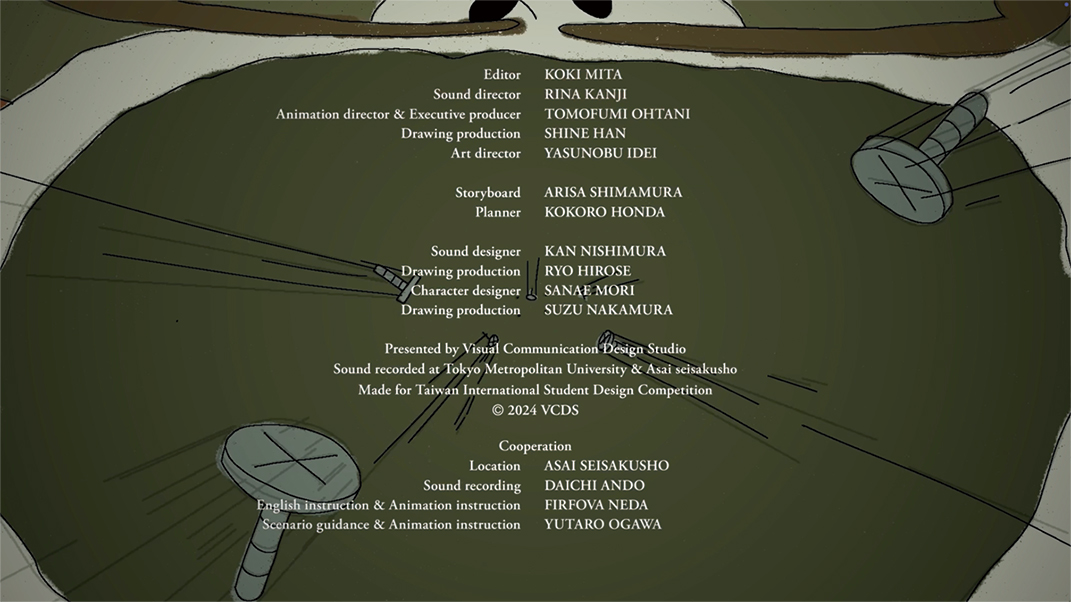 Editor KOKI MITA
Sound director RINA KANJI
Animation director & Executive producer TOMOFUMI OHTANI
Drawing production SHINE HAN
Art director YASUNOBU IDEI
Storyboard ARISA SHIMAMURA
Planner KOKORO HONDA
Sound designer KAN NISHIMURA
Drawing production RYO HIROSE
Character designer SANAE MORI
Drawing production SUZU NAKAMURA
Presented by Visual Communication Design Studio
Sound recorded at Tokyo Metropolitan University & Asai seisakusho
Made for Taiwan International Student Design Competition
© 2024 VCDS
Cooperation
Location ASAI SEISAKUSHO
Sound recording DAICHI ANDO
English instruction & Animation instruction FIRFOVA NEDA
Scenario guidance & Animation instruction YUTARO OGAWA